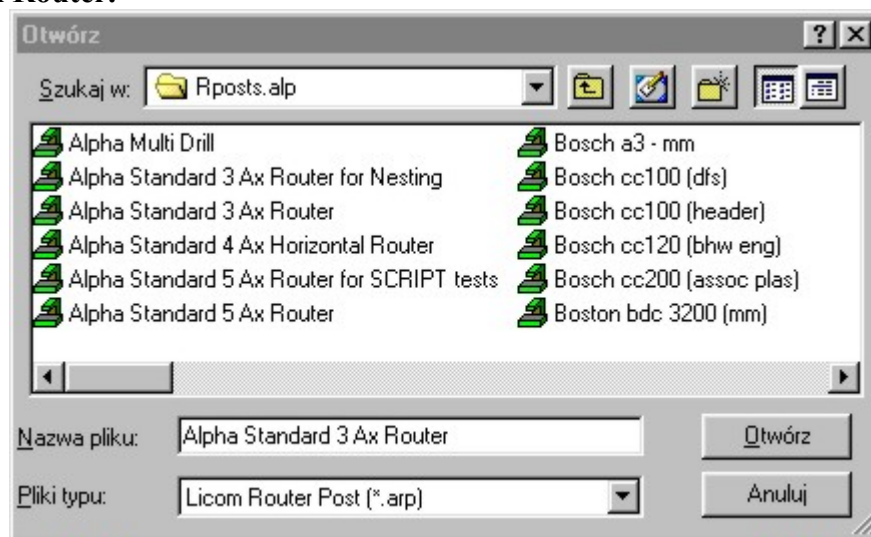 Router.
Otwórz
Szukaj w: Rposts.alp
Alpha Multi Drill
Alpha Standard 3 Ax Router for Nesting
Alpha Standard 3 Ax Router
Alpha Standard 4 Ax Horizontal Router
Alpha Standard 5 Ax Router for SCRIPT tests
Alpha Standard 5 Ax Router
Bosch a3 - mm
Bosch cc100 (dfs)
Bosch cc100 (header)
Bosch cc120 (bhw eng)
Bosch cc200 (assoc plas)
Boston bdc 3200 (mm)
Nazwa pliku: Alpha Standard 3 Ax Router
Otwórz
Pliki typu: Licom Router Post (*.arp)
Anuluj